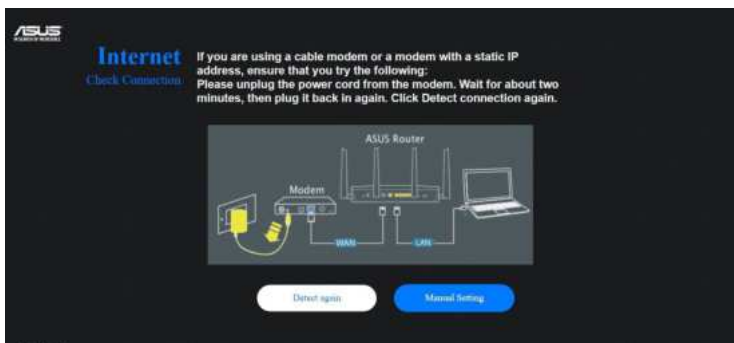 ASUS
Internet
Check Connection
If you are using a cable modem or a modem with a static IP
address, ensure that you try the following:
Please unplug the power cord from the modem. Wait for about two
minutes, then plug it back in again. Click Detect connection again.
ASUS Router
Modem
WAN
LAN
Detect again
Manual Setting